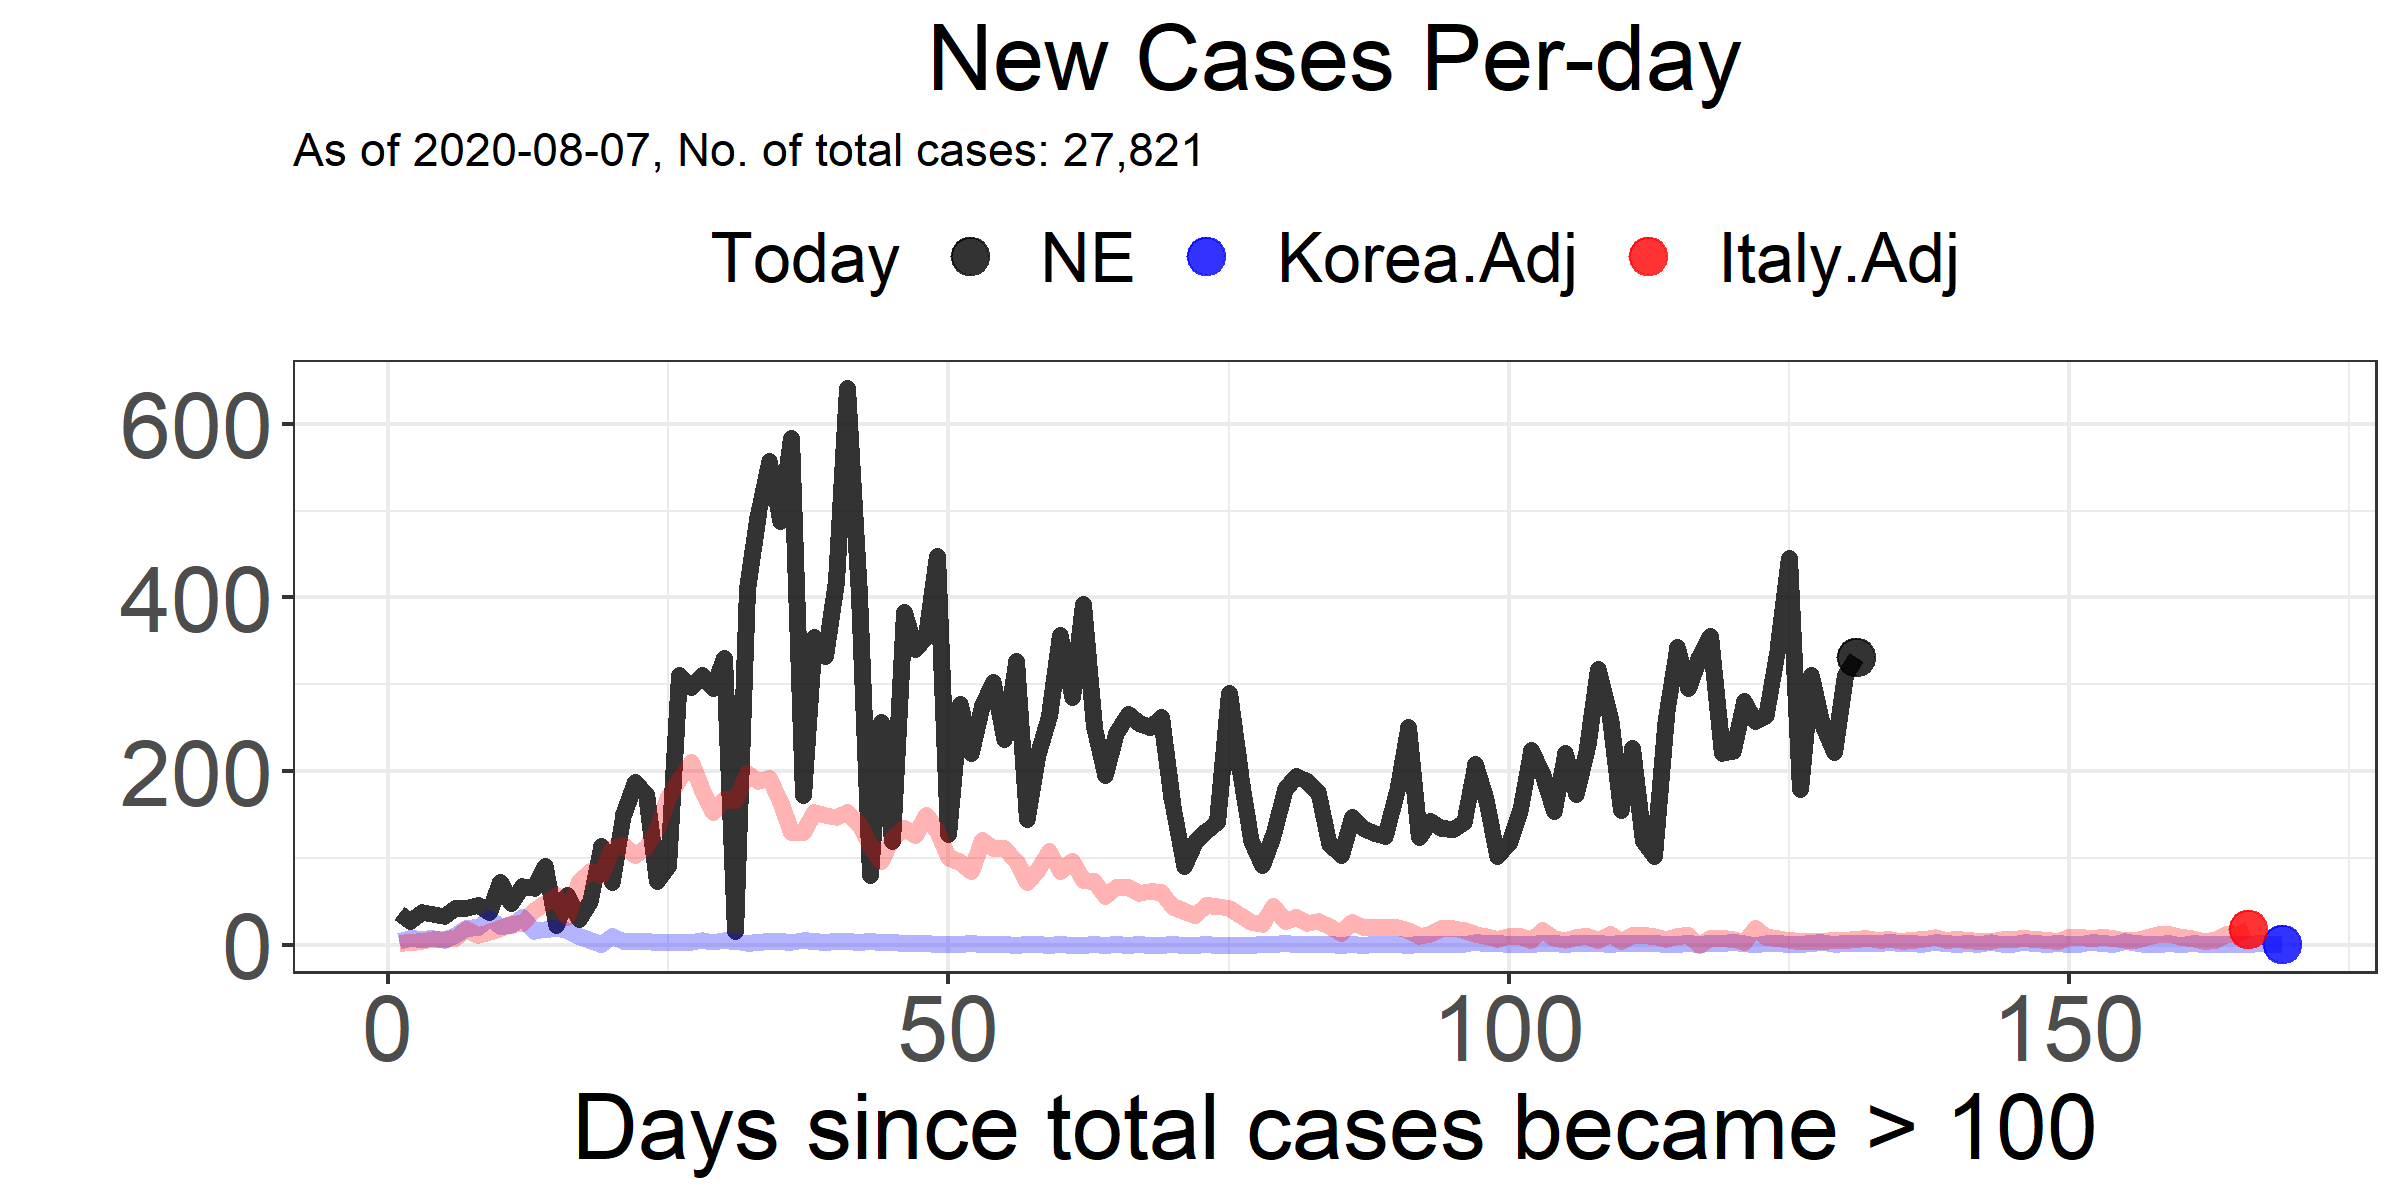 New Cases Per-day
As of 2020-08-07, No. of total cases: 27,821
Today NE Korea.Adj Italy.Adj
600
400
200
0
0 50 100 150
Days since total cases became > 100